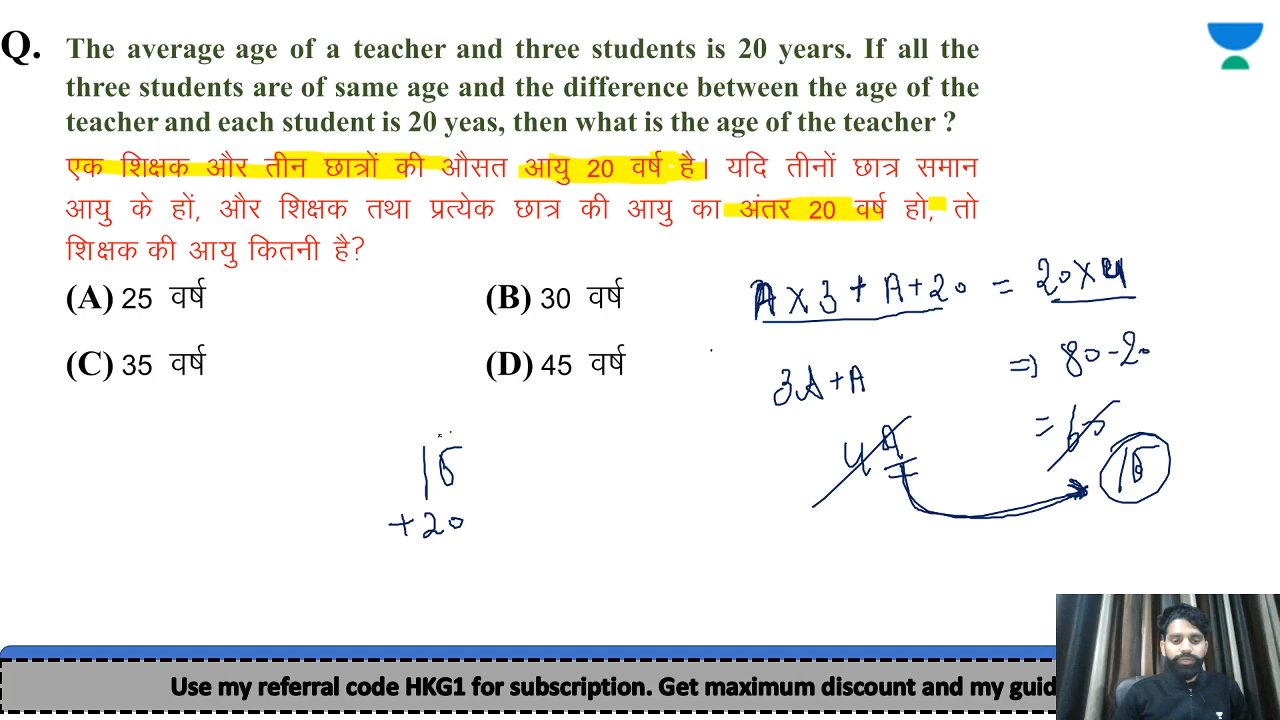 Q. The average age of a teacher and three students is 20 years. If all the
three students are of same age and the difference between the age of the
teacher and each student is 20 yeas, then what is the age of the teacher ?
एक शिक्षक और तीन छात्रों की औसत आयु 20 वर्ष है। यदि तीनों छात्र समान
आयु के हों, और शिक्षक तथा प्रत्येक छात्र की आयु का अंतर 20 वर्ष हो, तो
शिक्षक की आयु कितनी है?
(A) 25 वर्ष (B) 30 वर्ष
(C) 35 वर्ष (D) 45 वर्ष
A × 3 + A + 20 = 20 × 4
3A + A ⇒ 80 - 20
4A = 60
15
15
+ 20
Use my referral code HKG1 for subscription. Get maximum discount and my guid